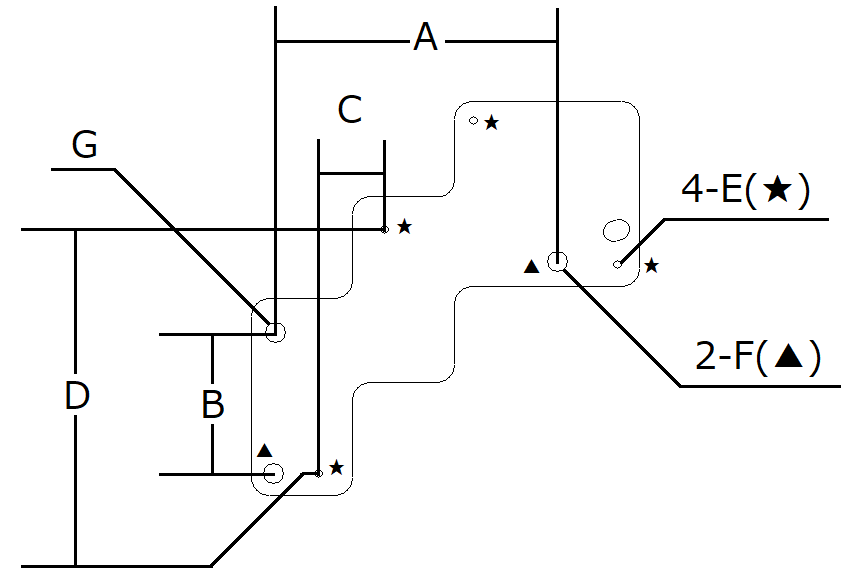 A
C
G
★
4-E(★)
★
▲
★
2-F(▲)
D
B
▲
★